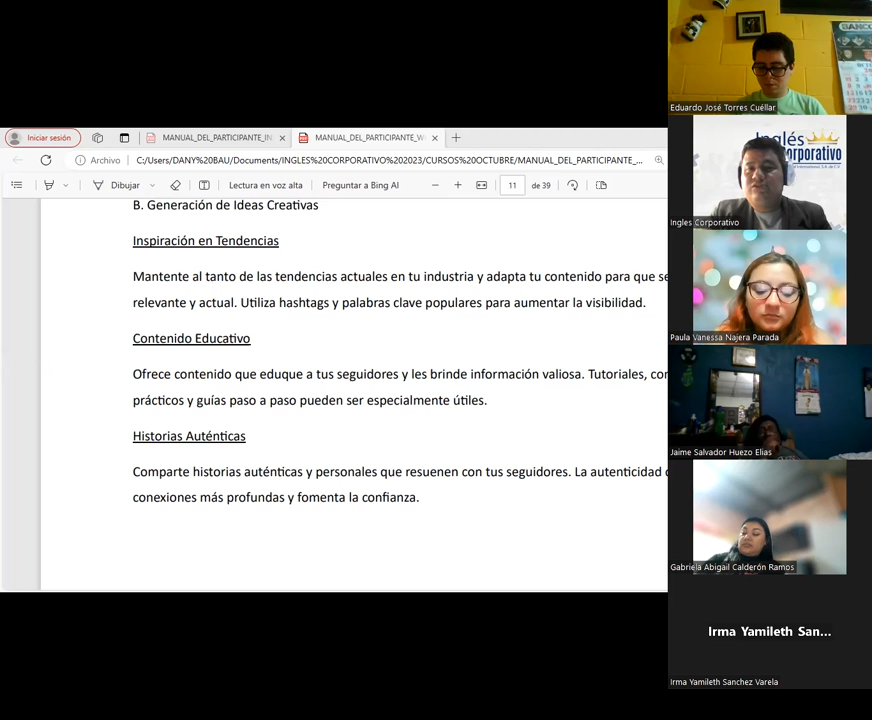 Iniciar sesión
MANUAL_DEL_PARTICIPANTE_IN
MANUAL_DEL_PARTICIPANTE_W
Archivo
C:/Users/DANY%20BAU/Documents/INGLES%20CORPORATIVO%202023/CURSOS%20OCTUBRE/MANUAL_DEL_PARTICIPANTE_...
Dibujar
Lectura en voz alta
Preguntar a Bing AI
11
de 39
B. Generación de Ideas Creativas
Inspiración en Tendencias
Mantente al tanto de las tendencias actuales en tu industria y adapta tu contenido para que se
relevante y actual. Utiliza hashtags y palabras clave populares para aumentar la visibilidad.
Contenido Educativo
Ofrece contenido que eduque a tus seguidores y les brinde información valiosa. Tutoriales, con
prácticos y guías paso a paso pueden ser especialmente útiles.
Historias Auténticas
Comparte historias auténticas y personales que resuenen con tus seguidores. La autenticidad
conexiones más profundas y fomenta la confianza.
Eduardo José Torres Cuéllar
Inglés
Corporativo
Ingles Corporativo
Paula Vanessa Najera Parada
Jaime Salvador Huezo Elias
Gabriela Abigail Calderón Ramos
Irma Yamileth San...
Irma Yamileth Sanchez Varela